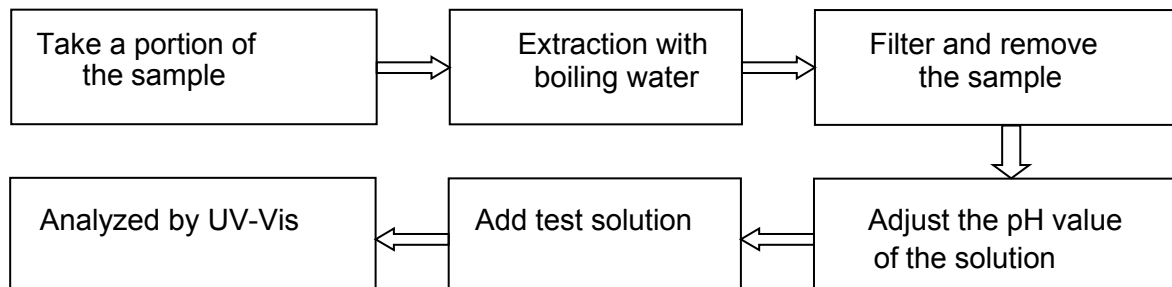 Take a portion of
the sample
Extraction with
boiling water
Filter and remove
the sample
Adjust the pH value
of the solution
Add test solution
Analyzed by UV-Vis